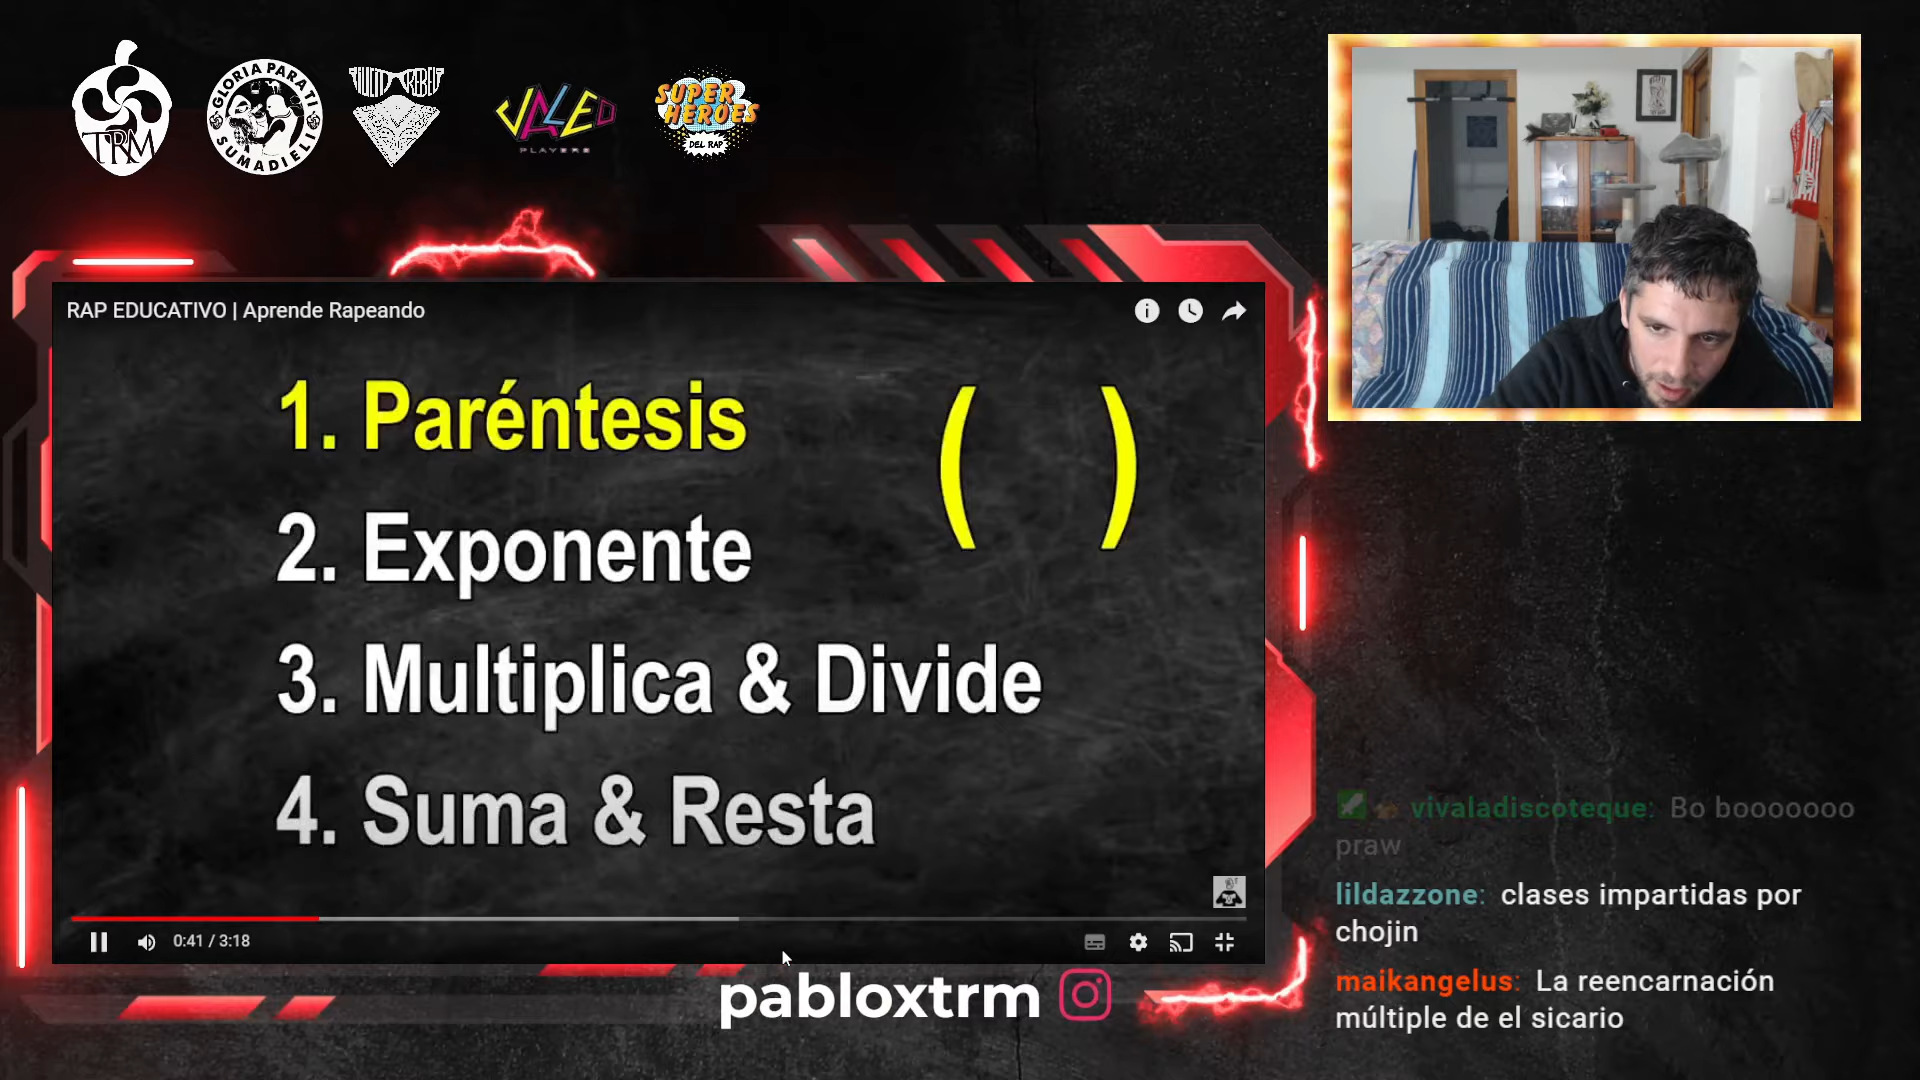 TRM
GLORIA PARA TI
SUMADIELI
VALED
PLAYERS
SUPER
HEROES
DEL RAP
RAP EDUCATIVO | Aprende Rapeando
1. Paréntesis ( )
2. Exponente
3. Multiplica & Divide
4. Suma & Resta
0:41 / 3:18
pabloxtrm
vivaladiscoteque: Bo booooooo
praw
lildazzone: clases impartidas por
chojin
maikangelus: La reencarnación
múltiple de el sicario